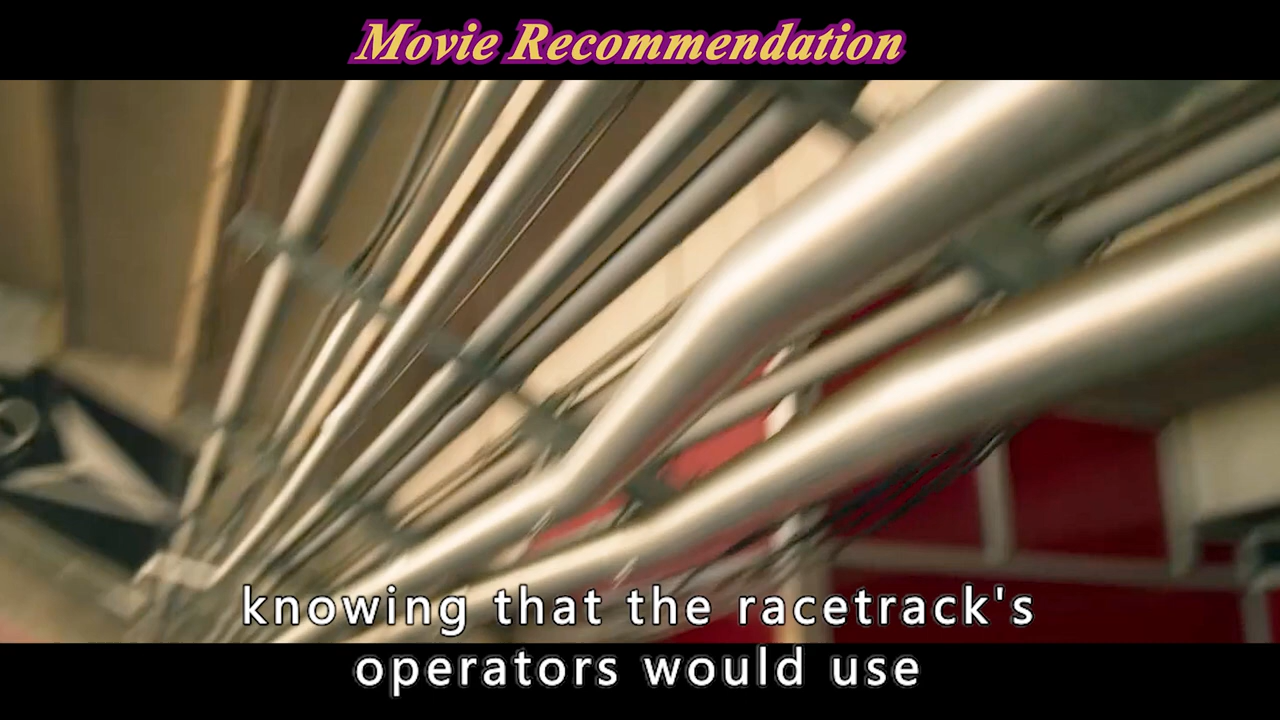 Movie Recommendation
knowing that the racetrack's
operators would use